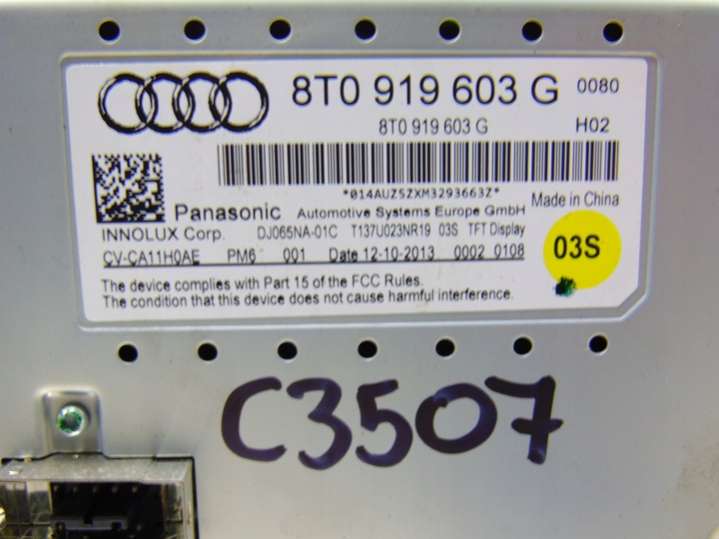 8T0 919 603 G 0080
8T0 919 603 G H02
*014AUZ5ZXM3293663Z*
Panasonic Automotive Systems Europe GmbH Made in China
INNOLUX Corp. DJ065NA-01C T137U023NR19 03S TFT Display
CV-CA11H0AE PM6 001 Date 12-10-2013 0002 0108
03S
The device complies with Part 15 of the FCC Rules.
The condition that this device does not cause harmful interference.
C3507